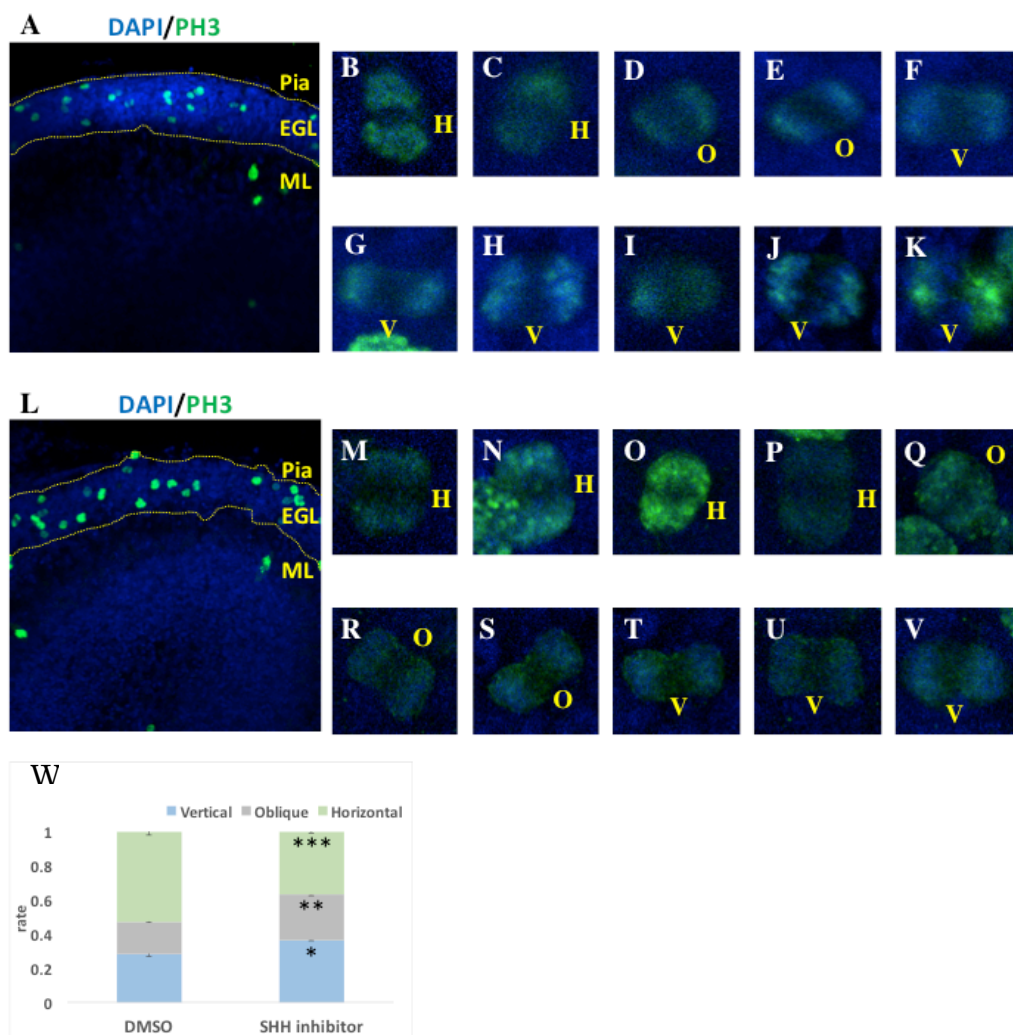 A
DAPI/PH3
Pia
EGL
ML
B
H
C
H
D
O
E
O
F
V
G
V
H
V
I
V
J
V
K
V
L
DAPI/PH3
Pia
EGL
ML
M
H
N
H
O
H
P
H
Q
O
R
O
S
O
T
V
U
V
V
V
W
Vertical Oblique Horizontal
1
0.8
0.6
0.4
0.2
0
rate
***
**
*
DMSO
SHH inhibitor